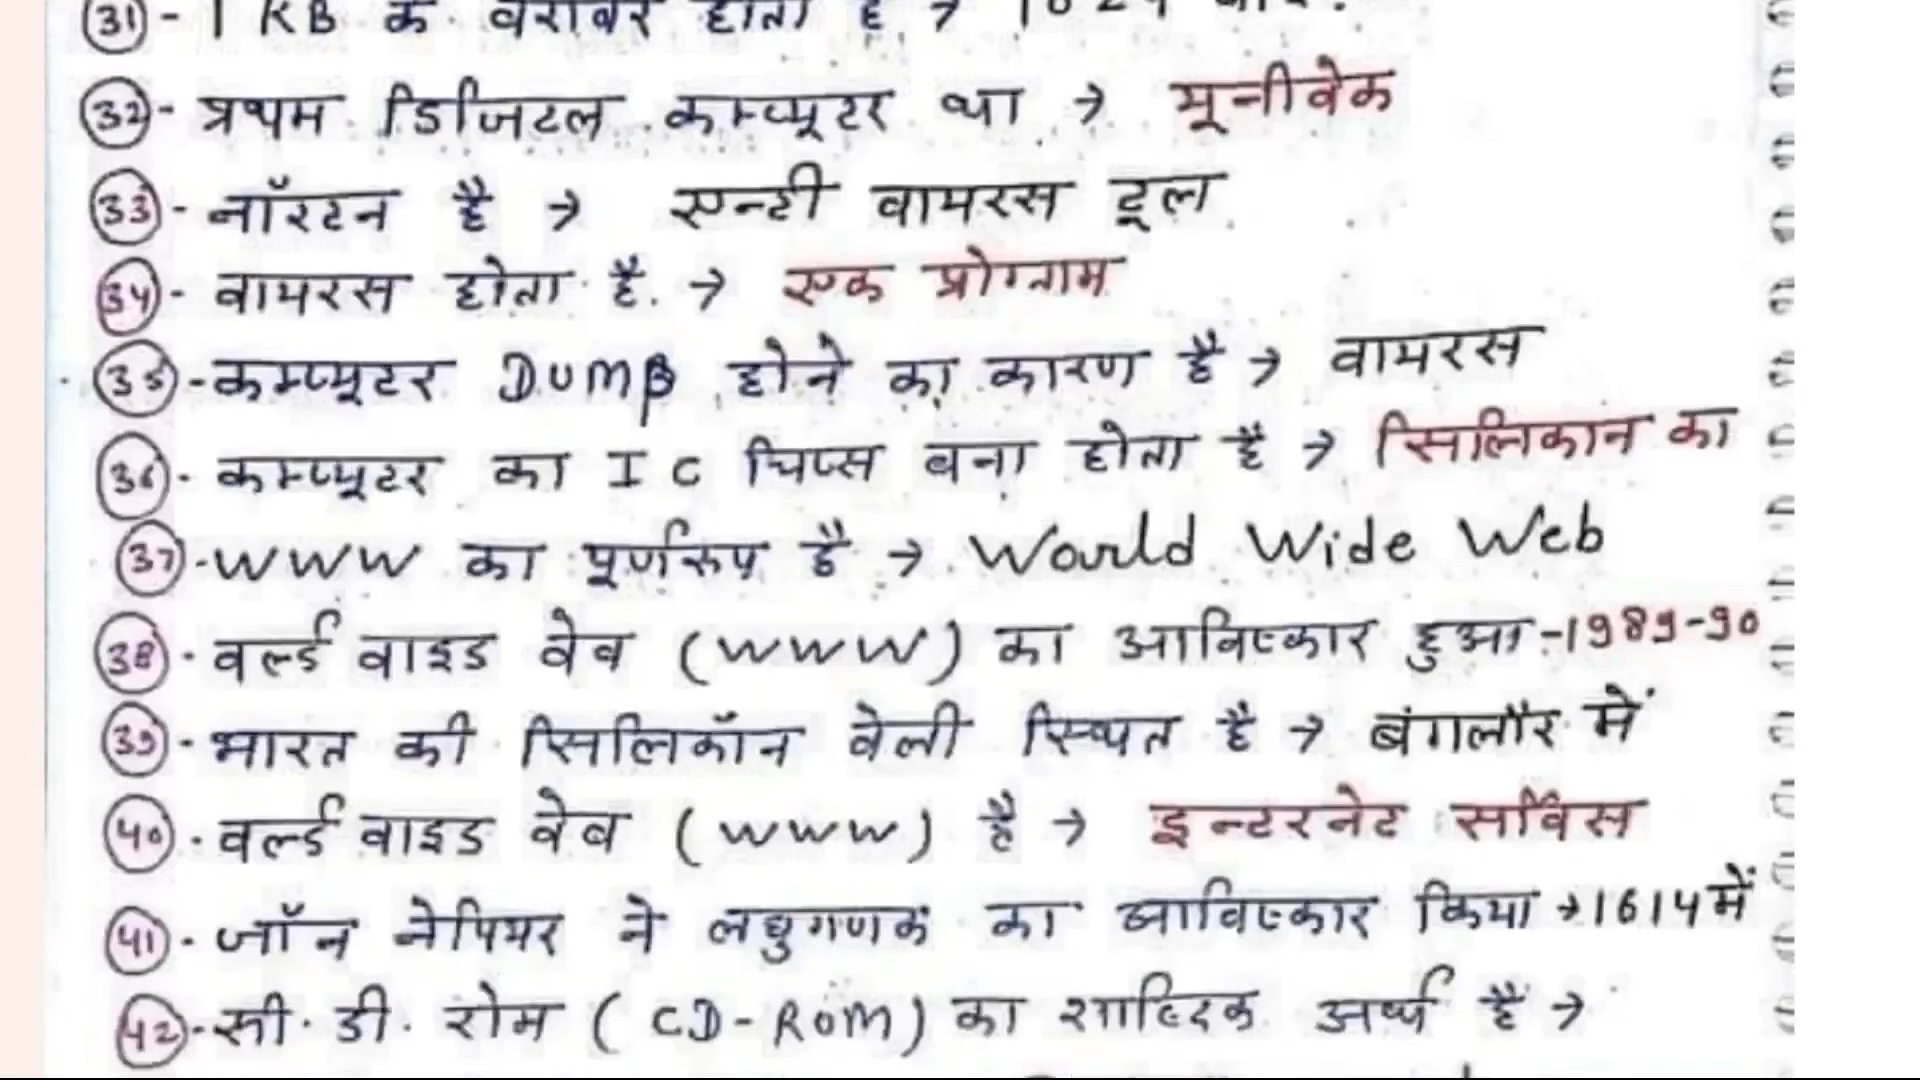 (31)- 1 KB के बराबर होता है → 1024
(32)- प्रथम डिजिटल कम्प्यूटर था → यूनीवेक
(33)- नॉरटन है → एन्टी वायरस टूल
(34)- वायरस होता है. → एक प्रोग्राम
(35)- कम्प्यूटर DUMP होने का कारण है → वायरस
(36)- कम्प्यूटर का IC चिप्स बना होता है → सिलिकान का
(37)- WWW का पूर्णरुप है → World Wide Web
(38)- वर्ल्ड वाइड वेब (WWW) का आविष्कार हुआ -1989-90
(39)- भारत की सिलिकॉन वेली स्थित है → बंगलौर में
(40)- वर्ल्ड वाइड वेब (WWW) है → इन्टरनेट सर्विस
(41)- जॉन नेपियर ने लघुगणक का आविष्कार किया → 1614 में
(42)- सी. डी. रोम (CD-ROM) का शाब्दिक अर्थ है →